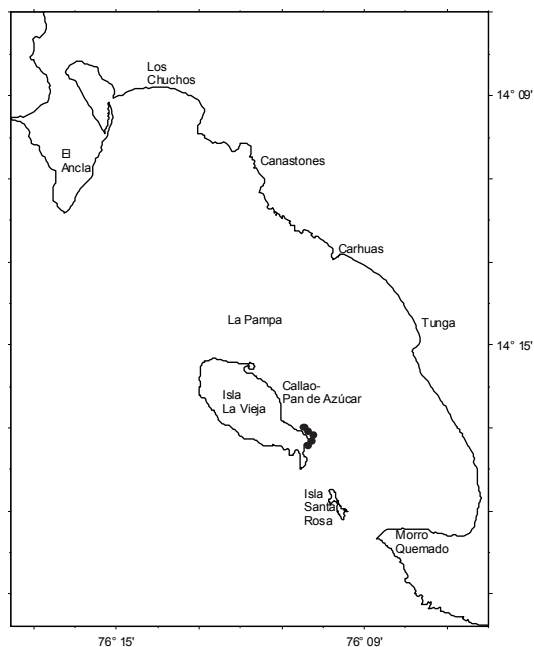 Los
Chuchos
14° 09'
El
Ancla
Canastones
Carhuas
La Pampa
Tunga
14° 15'
Callao-
Pan de Azúcar
Isla
La Vieja
Isla
Santa
Rosa
Morro
Quemado
76° 15'
76° 09'